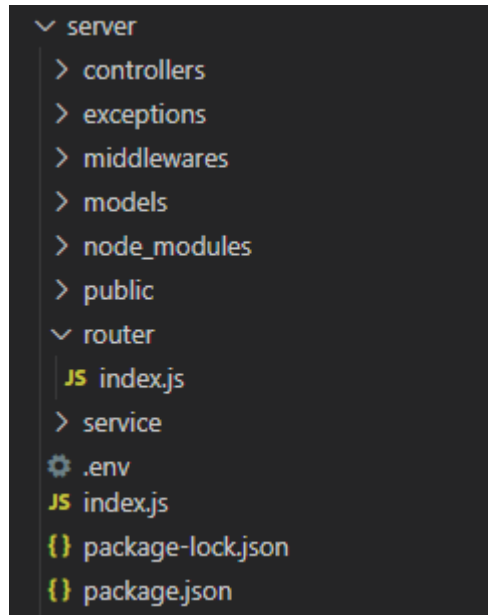 server
controllers
exceptions
middlewares
models
node_modules
public
router
JS index.js
service
.env
JS index.js
{} package-lock.json
{} package.json